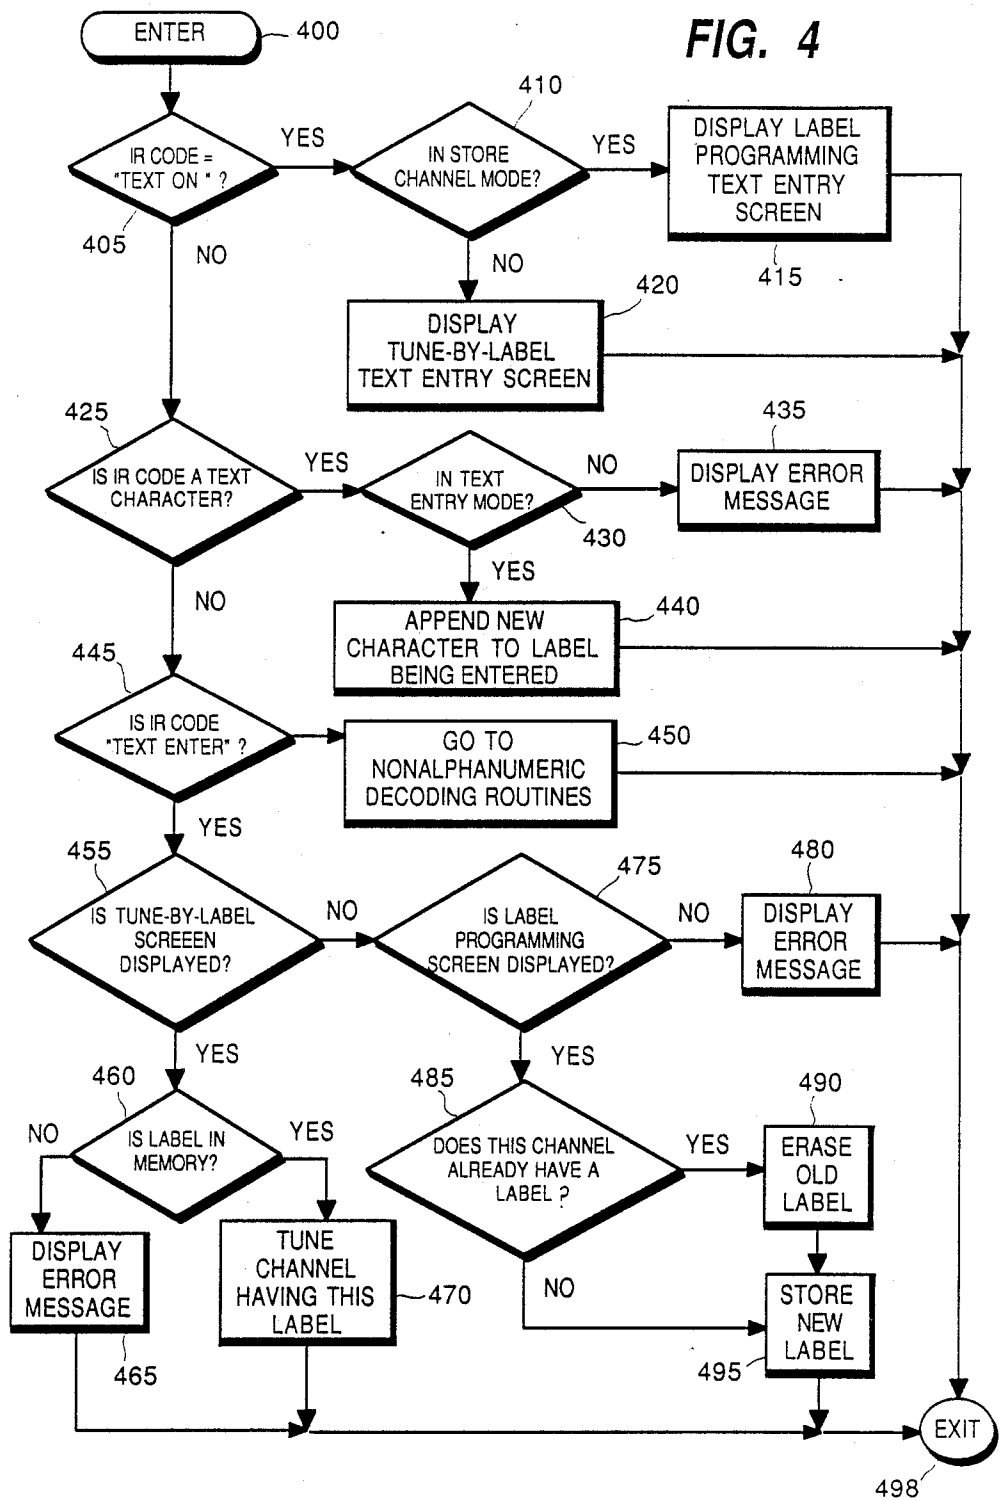 FIG. 4
ENTER
400
IR CODE =
"TEXT ON" ?
405
YES
NO
410
IN STORE
CHANNEL MODE?
YES
NO
DISPLAY LABEL
PROGRAMMING
TEXT ENTRY
SCREEN
415
420
DISPLAY
TUNE-BY-LABEL
TEXT ENTRY SCREEN
425
IS IR CODE A TEXT
CHARACTER?
YES
NO
IN TEXT
ENTRY MODE?
430
NO
YES
435
DISPLAY ERROR
MESSAGE
440
APPEND NEW
CHARACTER TO LABEL
BEING ENTERED
445
IS IR CODE
"TEXT ENTER" ?
YES
450
GO TO
NONALPHANUMERIC
DECODING ROUTINES
455
IS TUNE-BY-LABEL
SCREEEN
DISPLAYED?
NO
YES
475
IS LABEL
PROGRAMMING
SCREEN DISPLAYED?
NO
YES
480
DISPLAY
ERROR
MESSAGE
460
IS LABEL IN
MEMORY?
NO
YES
DISPLAY
ERROR
MESSAGE
465
TUNE
CHANNEL
HAVING THIS
LABEL
470
485
DOES THIS CHANNEL
ALREADY HAVE A
LABEL ?
YES
NO
490
ERASE
OLD
LABEL
STORE
NEW
LABEL
495
EXIT
498